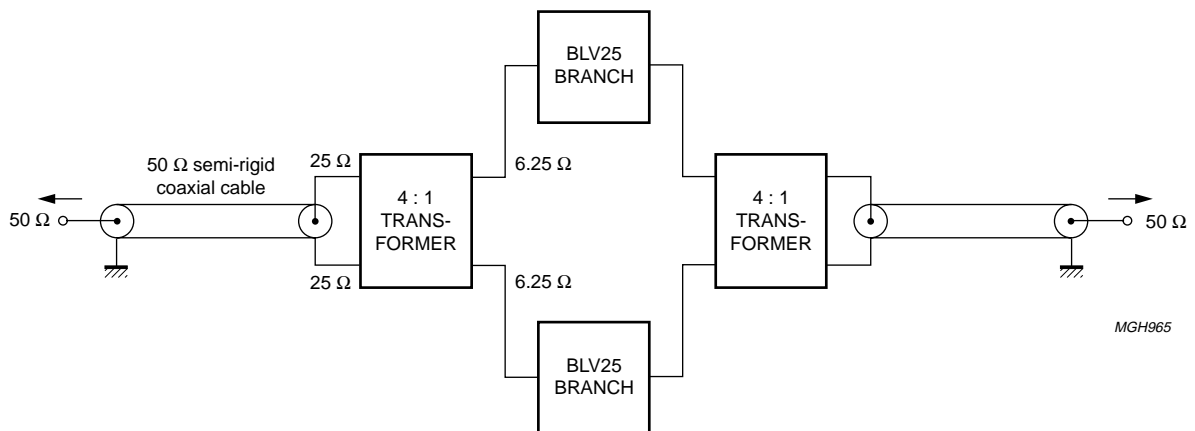 BLV25
BRANCH
50 Ω semi-rigid
coaxial cable
25 Ω
6.25 Ω
4 : 1
TRANS-
FORMER
4 : 1
TRANS-
FORMER
50 Ω
50 Ω
25 Ω
6.25 Ω
MGH965
BLV25
BRANCH